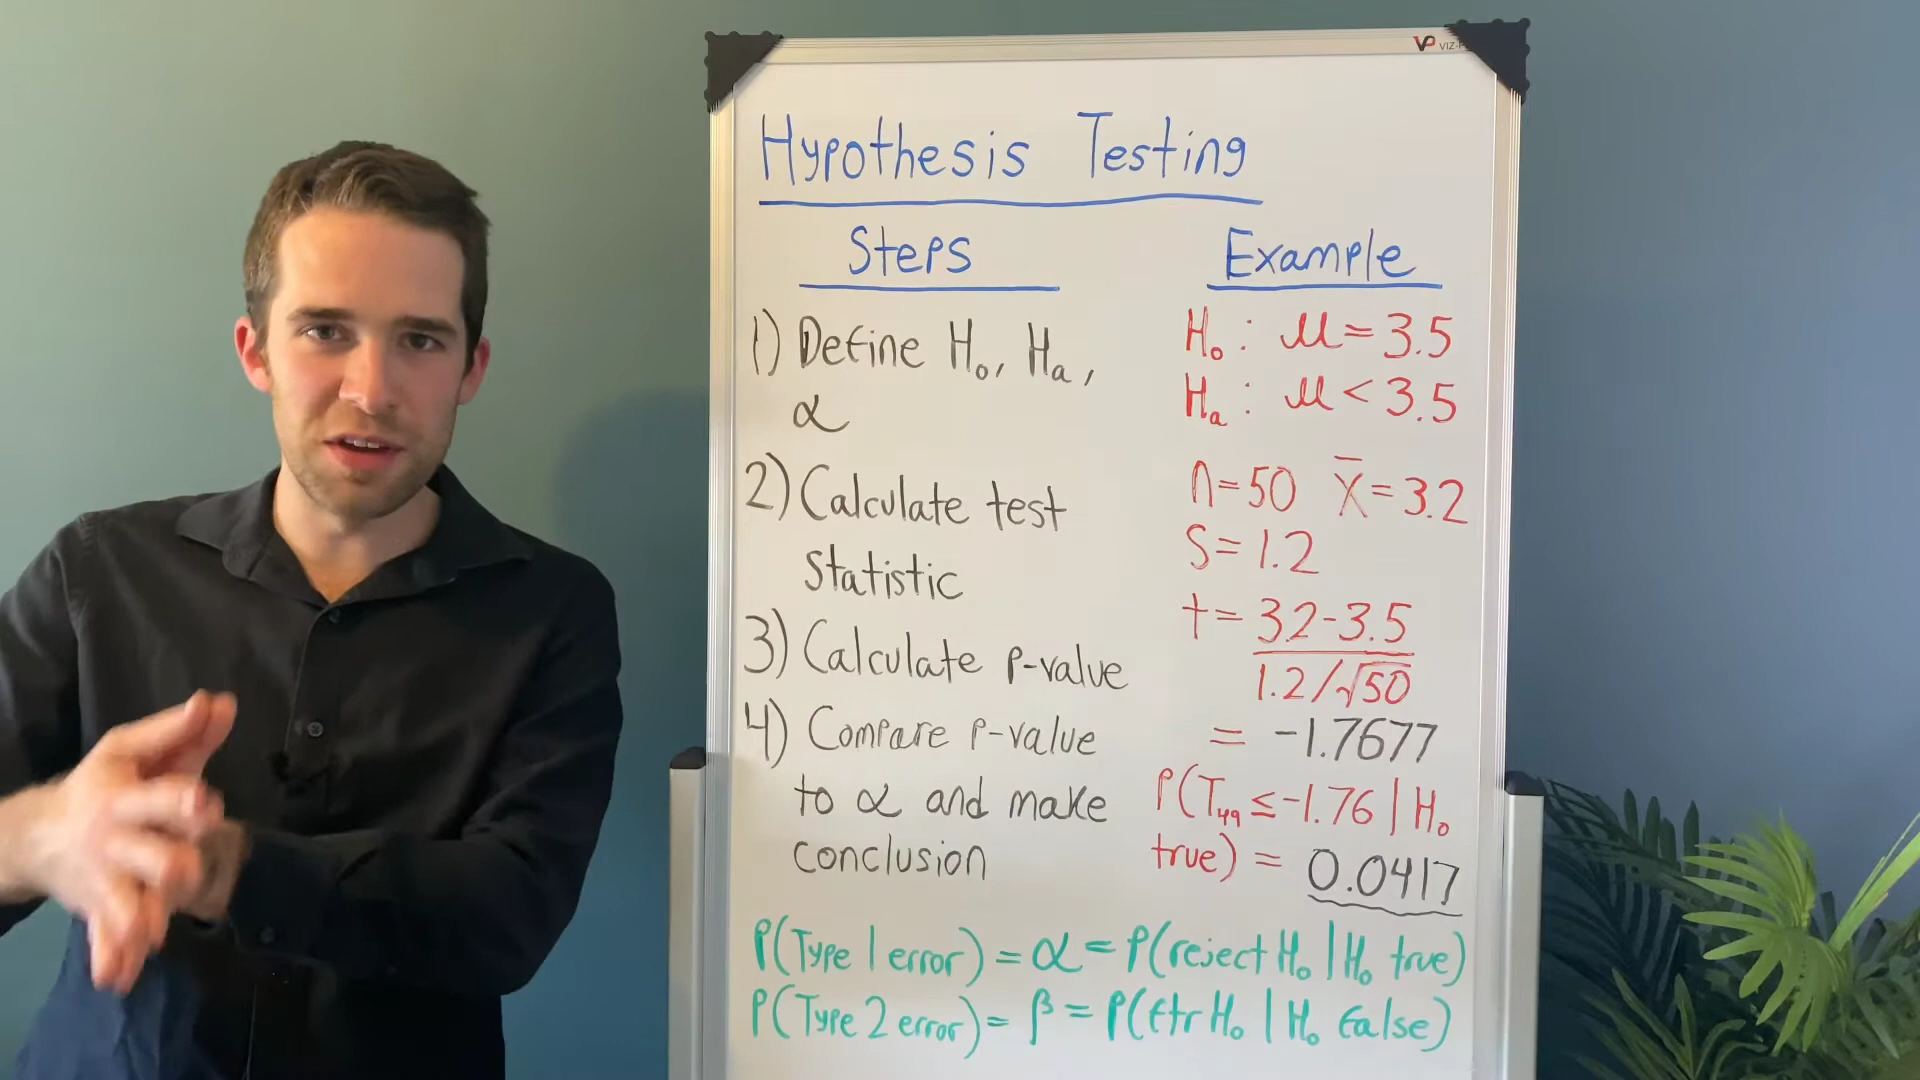 VP VIZ-P
Hypothesis Testing
Steps
1) Define H₀, Hₐ,
α
2) Calculate test
statistic
3) Calculate p-value
4) Compare p-value
to α and make
conclusion
Example
H₀: μ = 3.5
Hₐ: μ < 3.5
n=50 x̄=3.2
S=1.2
t= 3.2-3.5
1.2/√50
= -1.7677
P(T₄₉ ≤ -1.76 | H₀
true) = 0.0417
P(Type 1 error) = α = P(reject H₀ | H₀ true)
P(Type 2 error) = β = P(ftr H₀ | H₀ false)